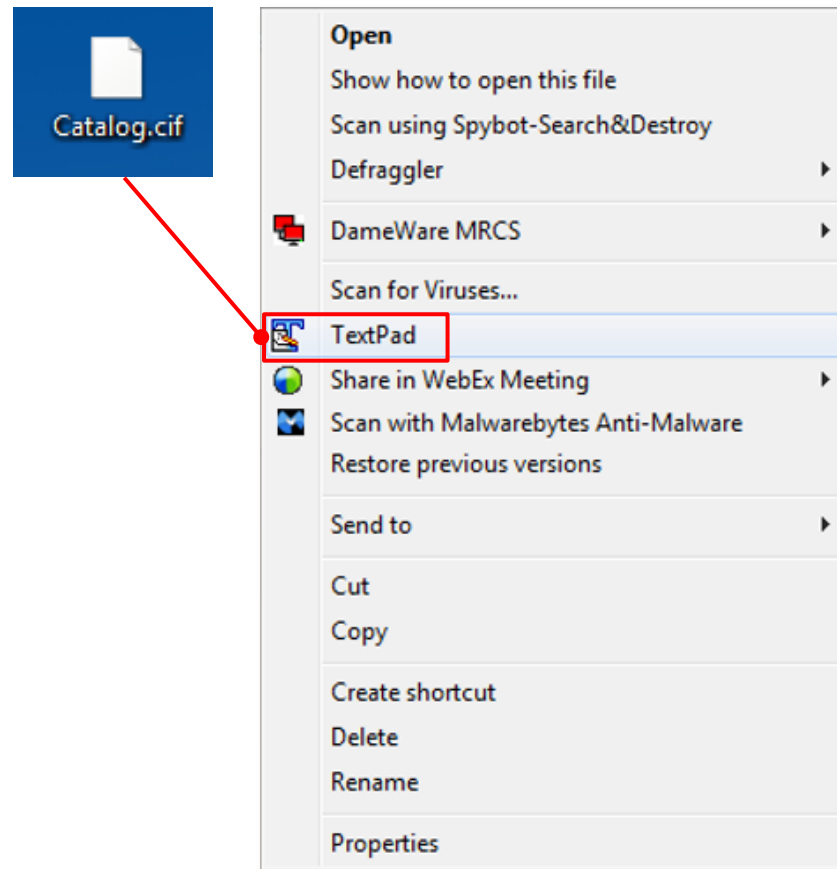 Catalog.cif
Open
Show how to open this file
Scan using Spybot-Search&Destroy
Defraggler
DameWare MRCS
Scan for Viruses...
TextPad
Share in WebEx Meeting
Scan with Malwarebytes Anti-Malware
Restore previous versions
Send to
Cut
Copy
Create shortcut
Delete
Rename
Properties